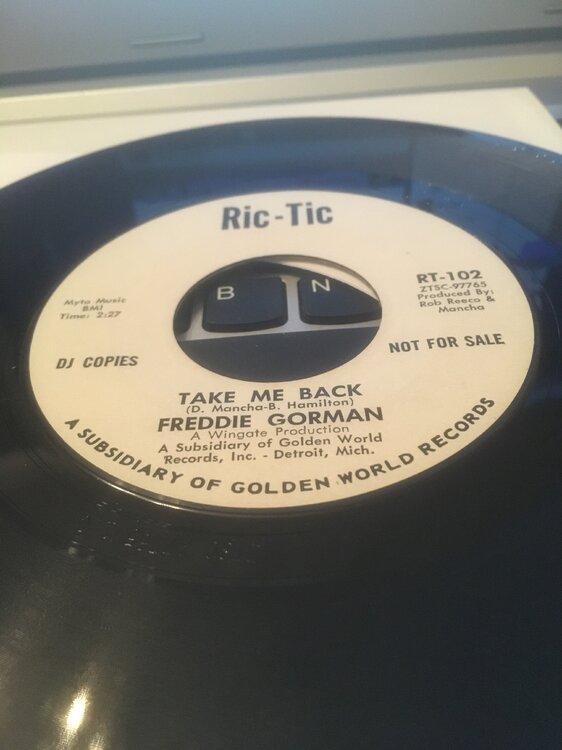 Ric-Tic
B N
Myto Music
BMI
Time: 2:27
RT-102
ZTSC-97765
Produced By:
Rob Reeco &
Mancha
DJ COPIES
NOT FOR SALE
TAKE ME BACK
(D. Mancha-B. Hamilton)
FREDDIE GORMAN
A Wingate Production
A Subsidiary of Golden World
Records, Inc. - Detroit, Mich.
A SUBSIDIARY OF GOLDEN WORLD RECORDS